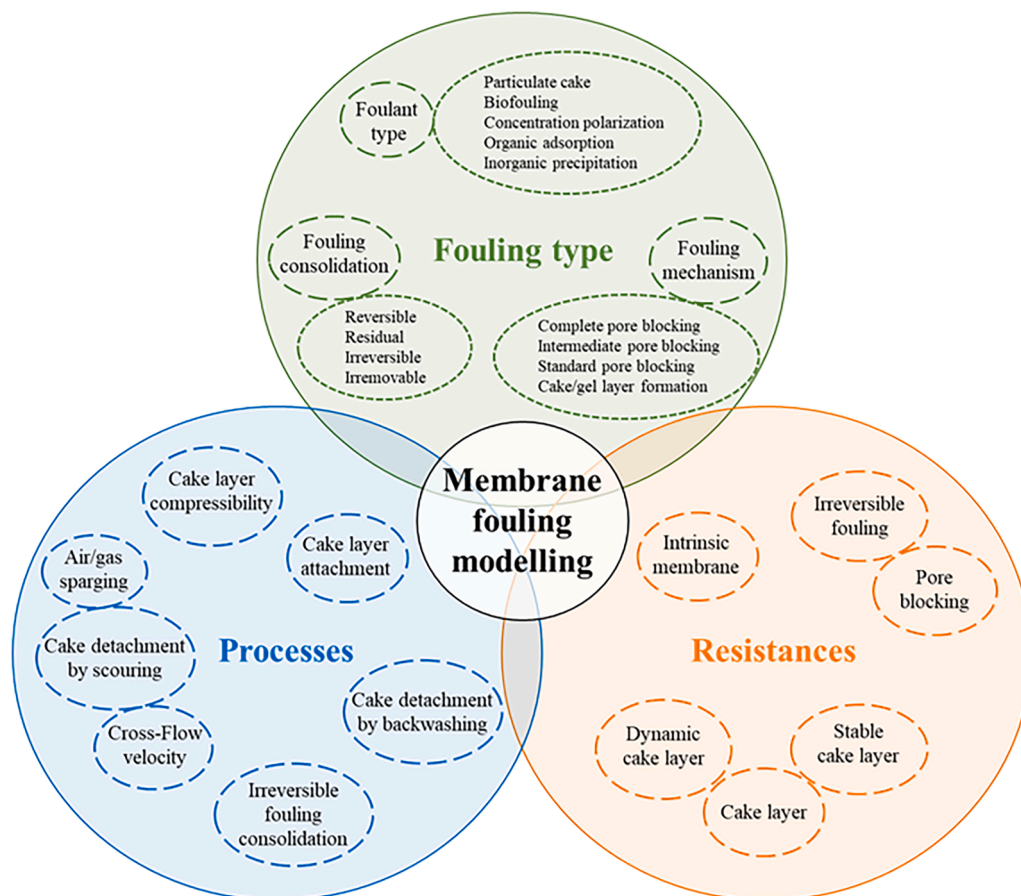 Foulant
type
Particulate cake
Biofouling
Concentration polarization
Organic adsorption
Inorganic precipitation
Fouling
consolidation
Fouling type
Fouling
mechanism
Reversible
Residual
Irreversible
Irremovable
Complete pore blocking
Intermediate pore blocking
Standard pore blocking
Cake/gel layer formation
Membrane
fouling
modelling
Cake layer
compressibility
Air/gas
sparging
Cake layer
attachment
Cake detachment
by scouring
Processes
Cake detachment
by backwashing
Cross-Flow
velocity
Irreversible
fouling
consolidation
Irreversible
fouling
Intrinsic
membrane
Pore
blocking
Resistances
Dynamic
cake layer
Stable
cake layer
Cake layer